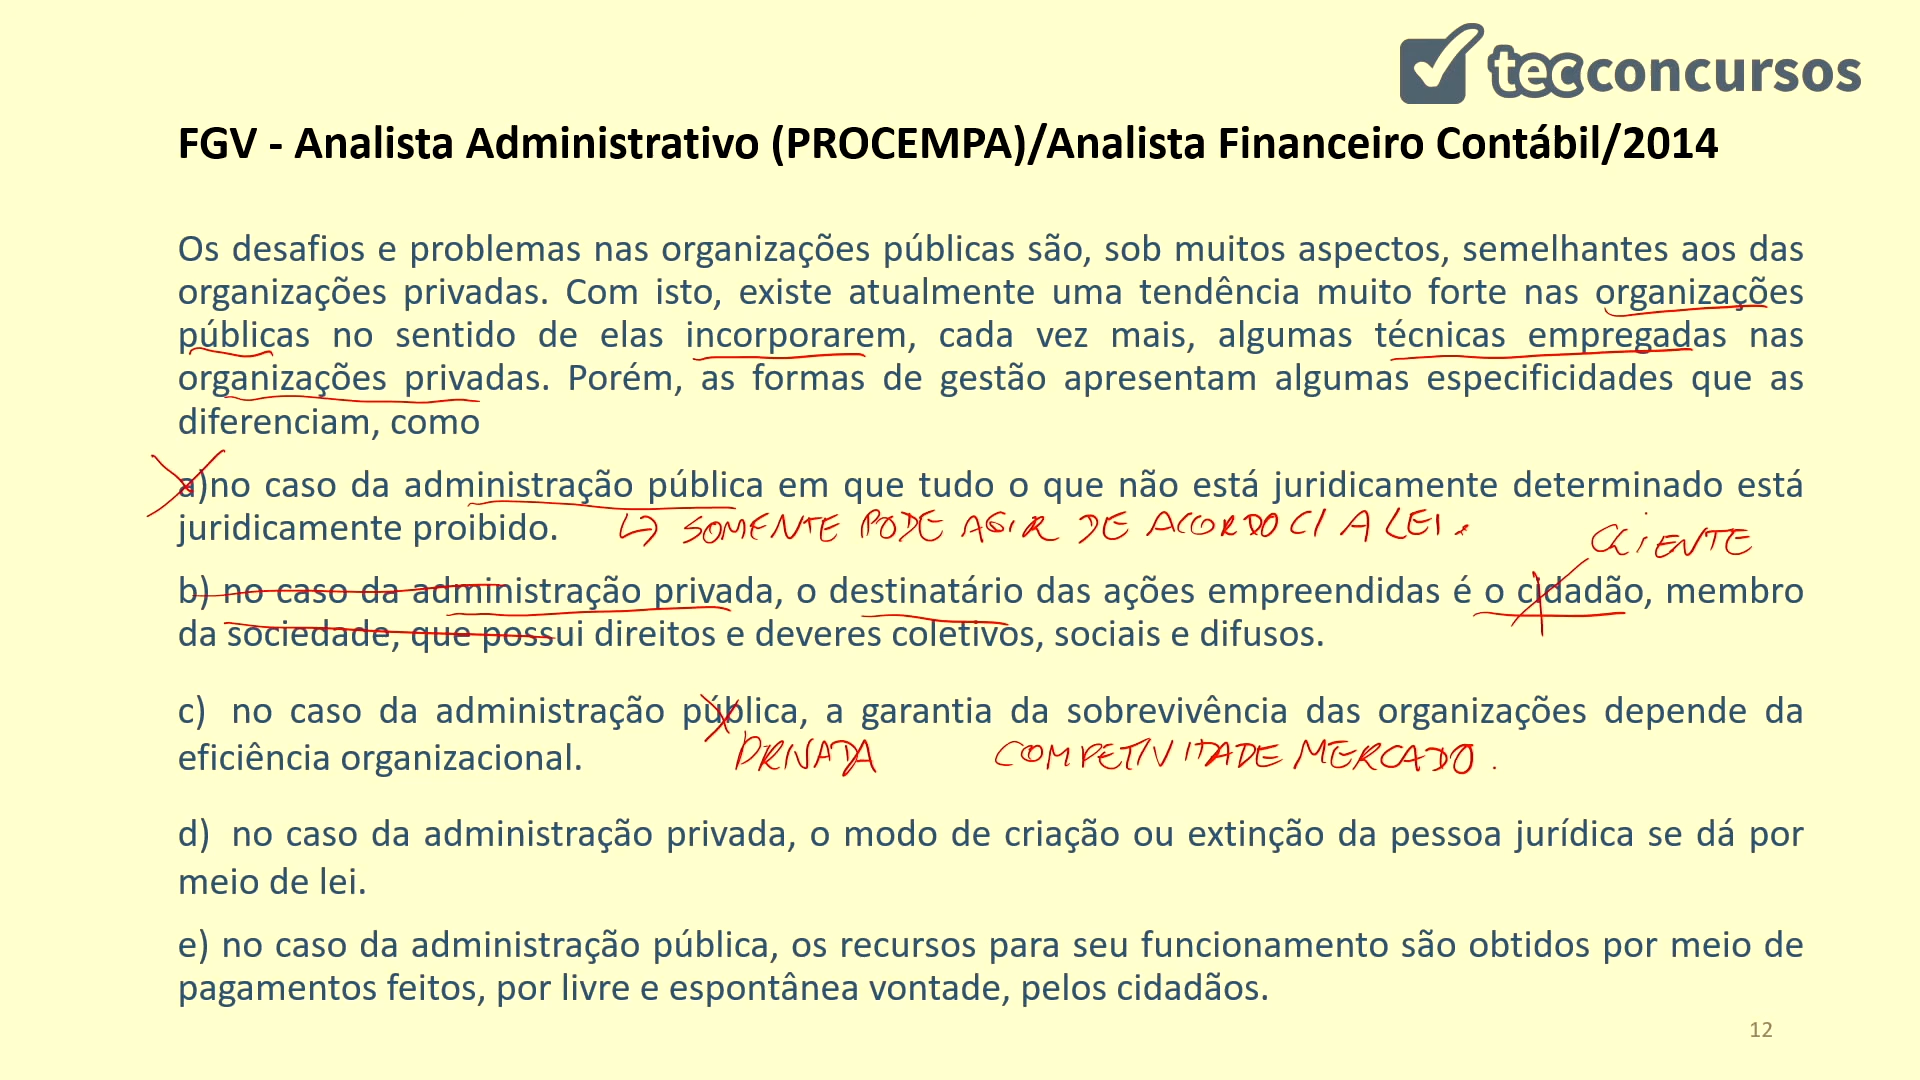 tecconcursos
FGV - Analista Administrativo (PROCEMPA)/Analista Financeiro Contábil/2014
Os desafios e problemas nas organizações públicas são, sob muitos aspectos, semelhantes aos das
organizações privadas. Com isto, existe atualmente uma tendência muito forte nas organizações
públicas no sentido de elas incorporarem, cada vez mais, algumas técnicas empregadas nas
organizações privadas. Porém, as formas de gestão apresentam algumas especificidades que as
diferenciam, como
a)no caso da administração pública em que tudo o que não está juridicamente determinado está
juridicamente proibido. ↳ SOMENTE PODE AGIR DE ACORDO C/ A LEI.
CLIENTE
b) no caso da administração privada, o destinatário das ações empreendidas é o cidadão, membro
da sociedade, que possui direitos e deveres coletivos, sociais e difusos.
c) no caso da administração pública, a garantia da sobrevivência das organizações depende da
eficiência organizacional. PRIVADA COMPETIVIDADE MERCADO.
d) no caso da administração privada, o modo de criação ou extinção da pessoa jurídica se dá por
meio de lei.
e) no caso da administração pública, os recursos para seu funcionamento são obtidos por meio de
pagamentos feitos, por livre e espontânea vontade, pelos cidadãos.
12